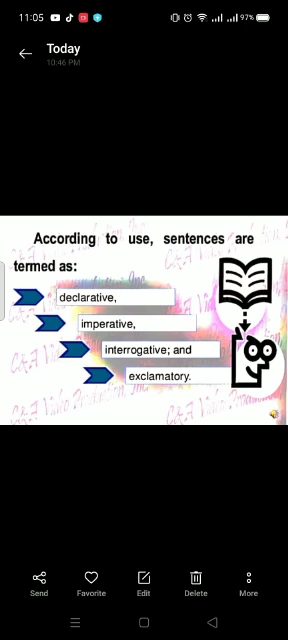 11:05
97%
Today
10:46 PM
According to use, sentences are
termed as:
declarative,
imperative,
interrogative; and
exclamatory.
Send
Favorite
Edit
Delete
More